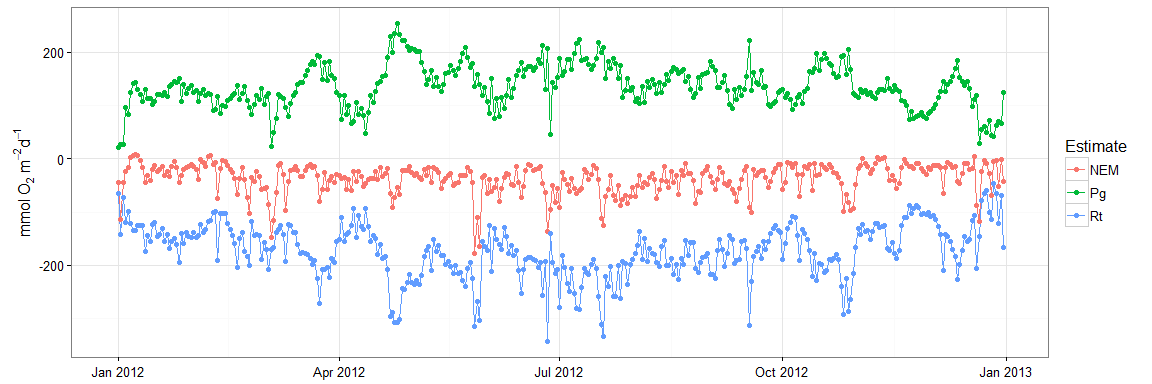 mmol O₂ m⁻² d⁻¹
200
0
-200
Jan 2012
Apr 2012
Jul 2012
Oct 2012
Jan 2013
Estimate
NEM
Pg
Rt